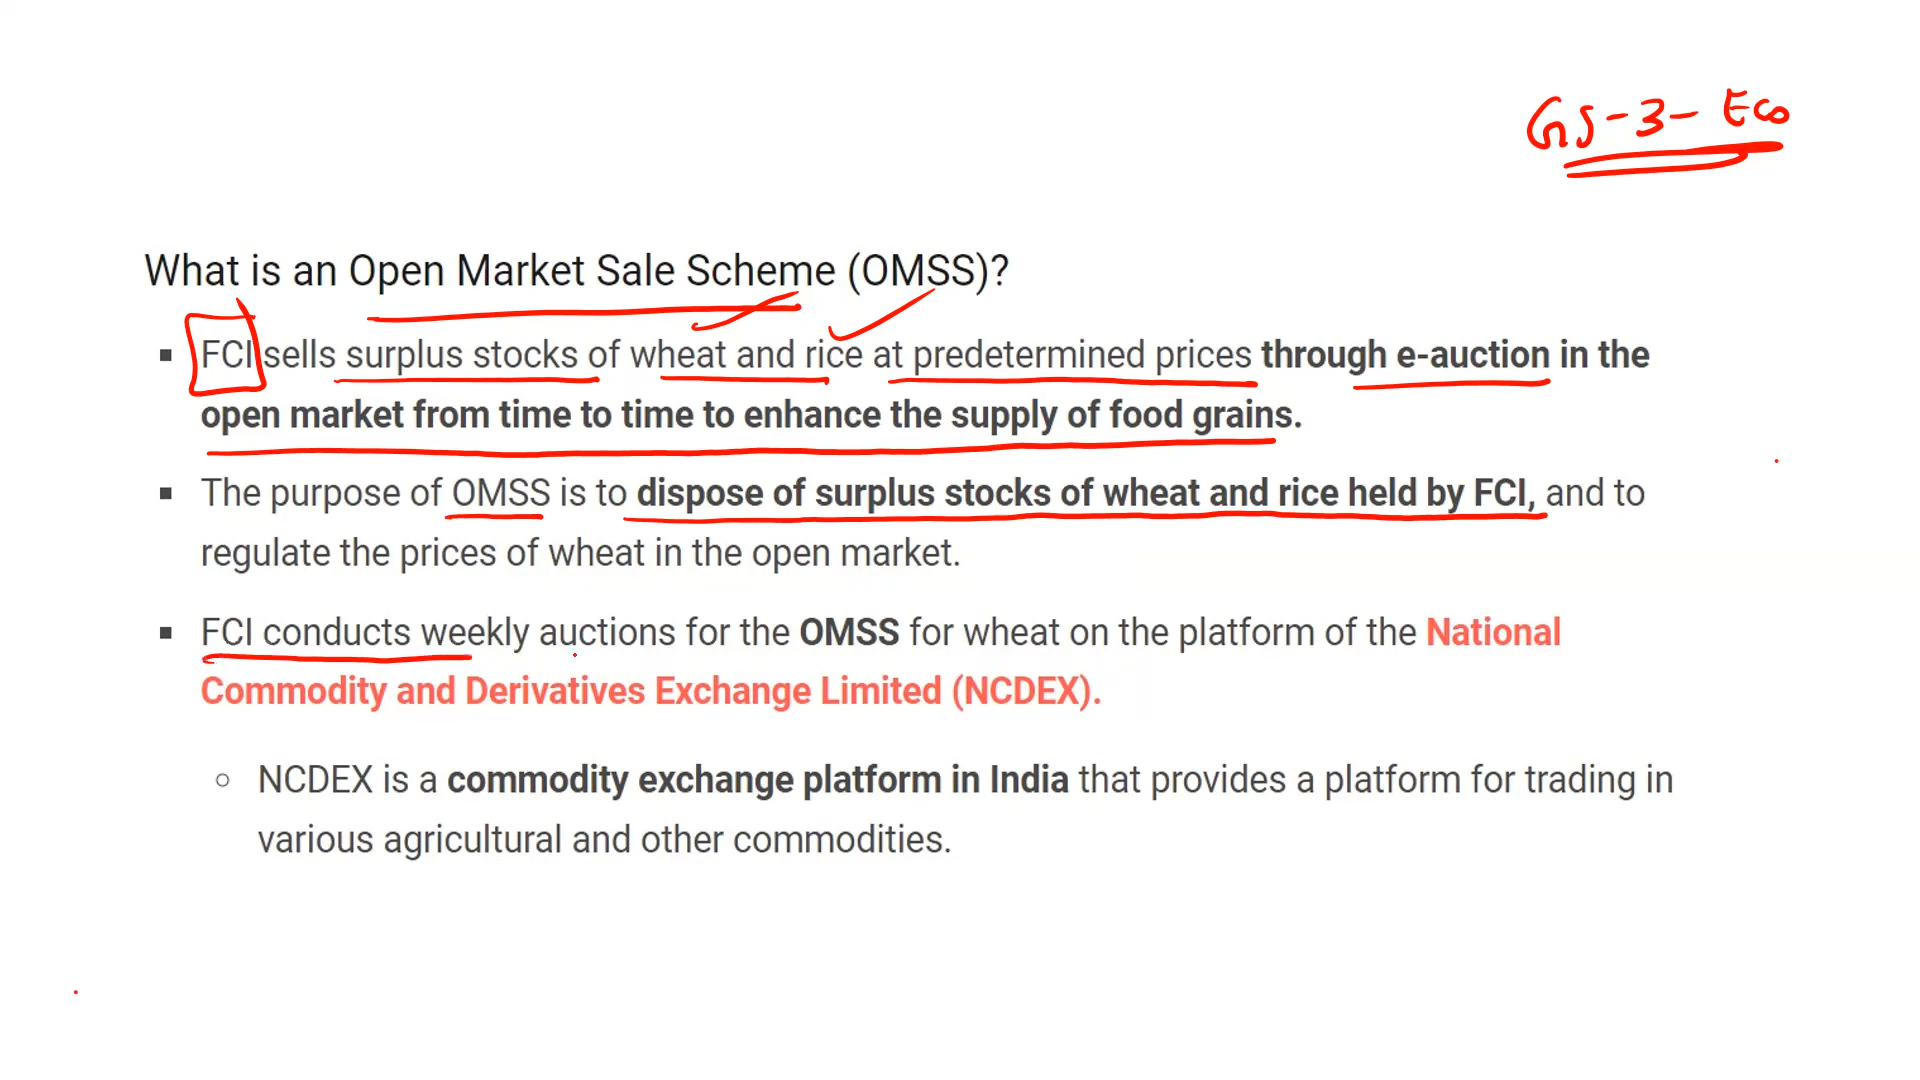 GS-3- Eco
What is an Open Market Sale Scheme (OMSS)?
▪ FCI sells surplus stocks of wheat and rice at predetermined prices through e-auction in the
open market from time to time to enhance the supply of food grains.
▪ The purpose of OMSS is to dispose of surplus stocks of wheat and rice held by FCI, and to
regulate the prices of wheat in the open market.
▪ FCI conducts weekly auctions for the OMSS for wheat on the platform of the National
Commodity and Derivatives Exchange Limited (NCDEX).
○ NCDEX is a commodity exchange platform in India that provides a platform for trading in
various agricultural and other commodities.